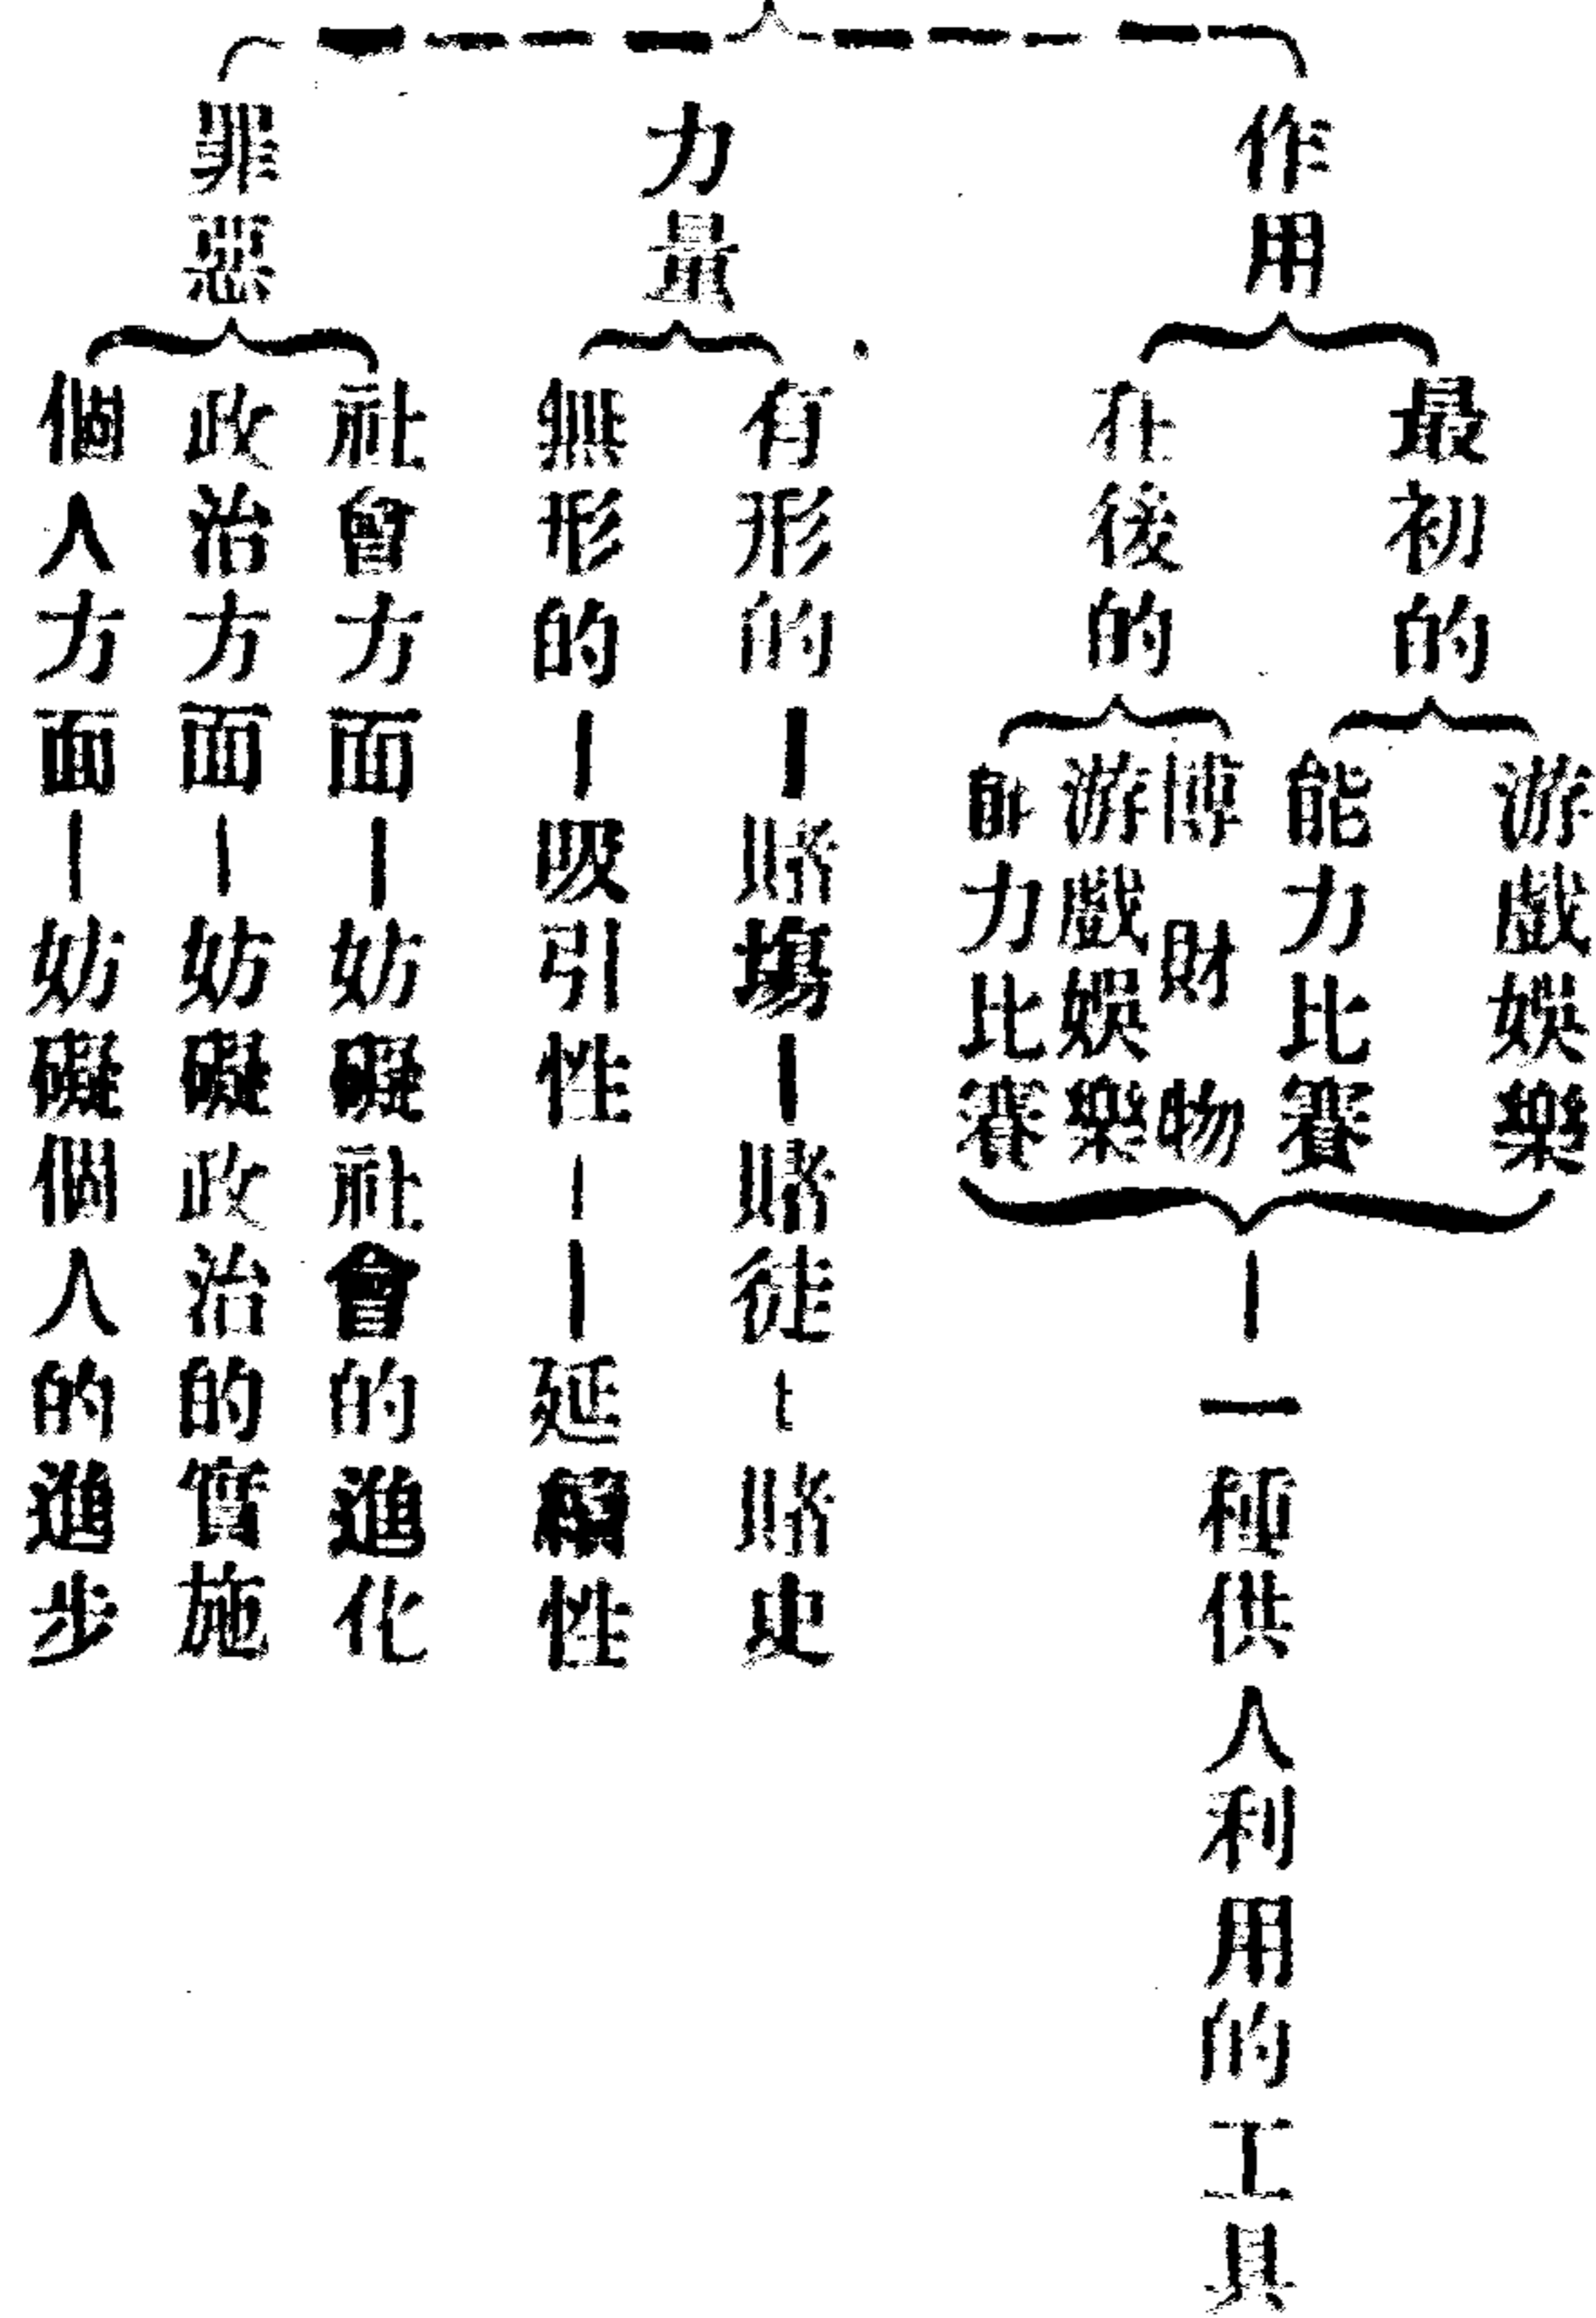 作用
最初的
游戲娛樂
能力比賽
在後的
博財物
游戲娛樂
能力比賽
一種供人利用的工具
力量
有形的—賭場—賭徒—賭史
無形的—吸引性——延續性
罪惡
社會方面—妨礙社會的進化
政治方面—妨礙政治的實施
個人方面—妨礙個人的進步